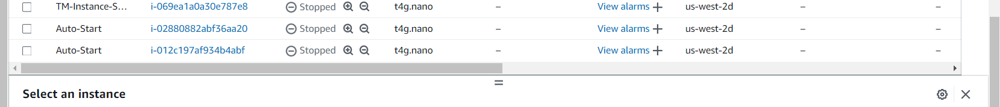 TM-Instance-S... i-069ea1a0a30e787e8 Stopped t4g.nano – View alarms + us-west-2d – –
Auto-Start i-02880882abf36aa20 Stopped t4g.nano – View alarms + us-west-2d – –
Auto-Start i-012c197af934b4abf Stopped t4g.nano – View alarms + us-west-2d – –
Select an instance